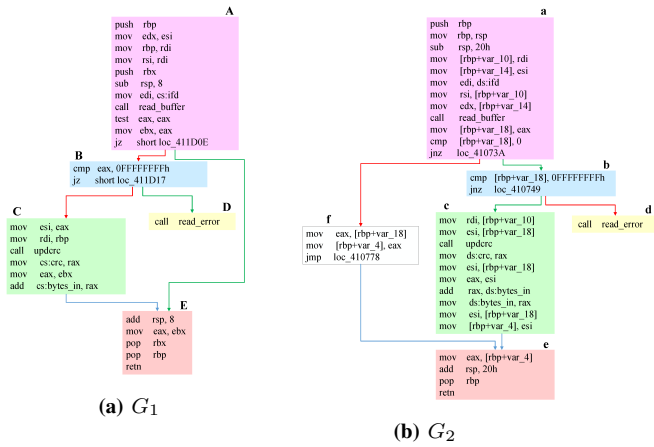 A
push rbp
mov edx, esi
mov rbp, rdi
mov rsi, rdi
push rbx
sub rsp, 8
mov edi, cs:ifd
call read_buffer
test eax, eax
mov ebx, eax
jz short loc_411D0E
B
cmp eax, 0FFFFFFFFh
jz short loc_411D17
C
mov esi, eax
mov rdi, rbp
call updcrc
mov cs:crc, rax
mov eax, ebx
add cs:bytes_in, rax
D
call read_error
E
add rsp, 8
mov eax, ebx
pop rbx
pop rbp
retn
(a) G1
a
push rbp
mov rbp, rsp
sub rsp, 20h
mov [rbp+var_10], rdi
mov [rbp+var_14], esi
mov edi, ds:ifd
mov rsi, [rbp+var_10]
mov edx, [rbp+var_14]
call read_buffer
mov [rbp+var_18], eax
cmp [rbp+var_18], 0
jnz loc_41073A
b
cmp [rbp+var_18], 0FFFFFFFFh
jnz loc_410749
f
mov eax, [rbp+var_18]
mov [rbp+var_4], eax
jmp loc_410778
c
mov rdi, [rbp+var_10]
mov esi, [rbp+var_18]
call updcrc
mov ds:crc, rax
mov esi, [rbp+var_18]
mov eax, esi
add rax, ds:bytes_in
mov ds:bytes_in, rax
mov esi, [rbp+var_18]
mov [rbp+var_4], esi
d
call read_error
e
mov eax, [rbp+var_4]
add rsp, 20h
pop rbp
retn
(b) G2